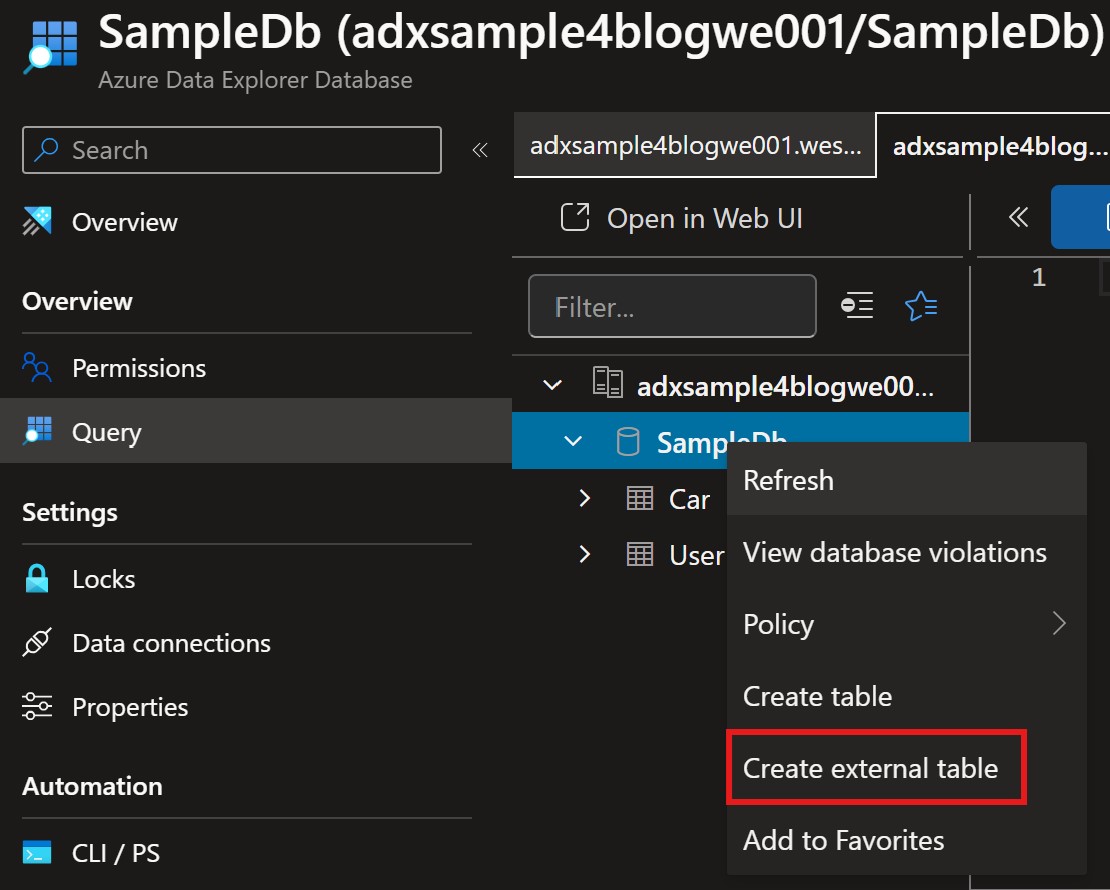 SampleDb (adxsample4blogwe001/SampleDb)
Azure Data Explorer Database
Search
Overview
Overview
Permissions
Query
Settings
Locks
Data connections
Properties
Automation
CLI / PS
adxsample4blogwe001.wes...
adxsample4blog...
Open in Web UI
1
Filter...
adxsample4blogwe00...
SampleDb
Car
User
Refresh
View database violations
Policy
Create table
Create external table
Add to Favorites